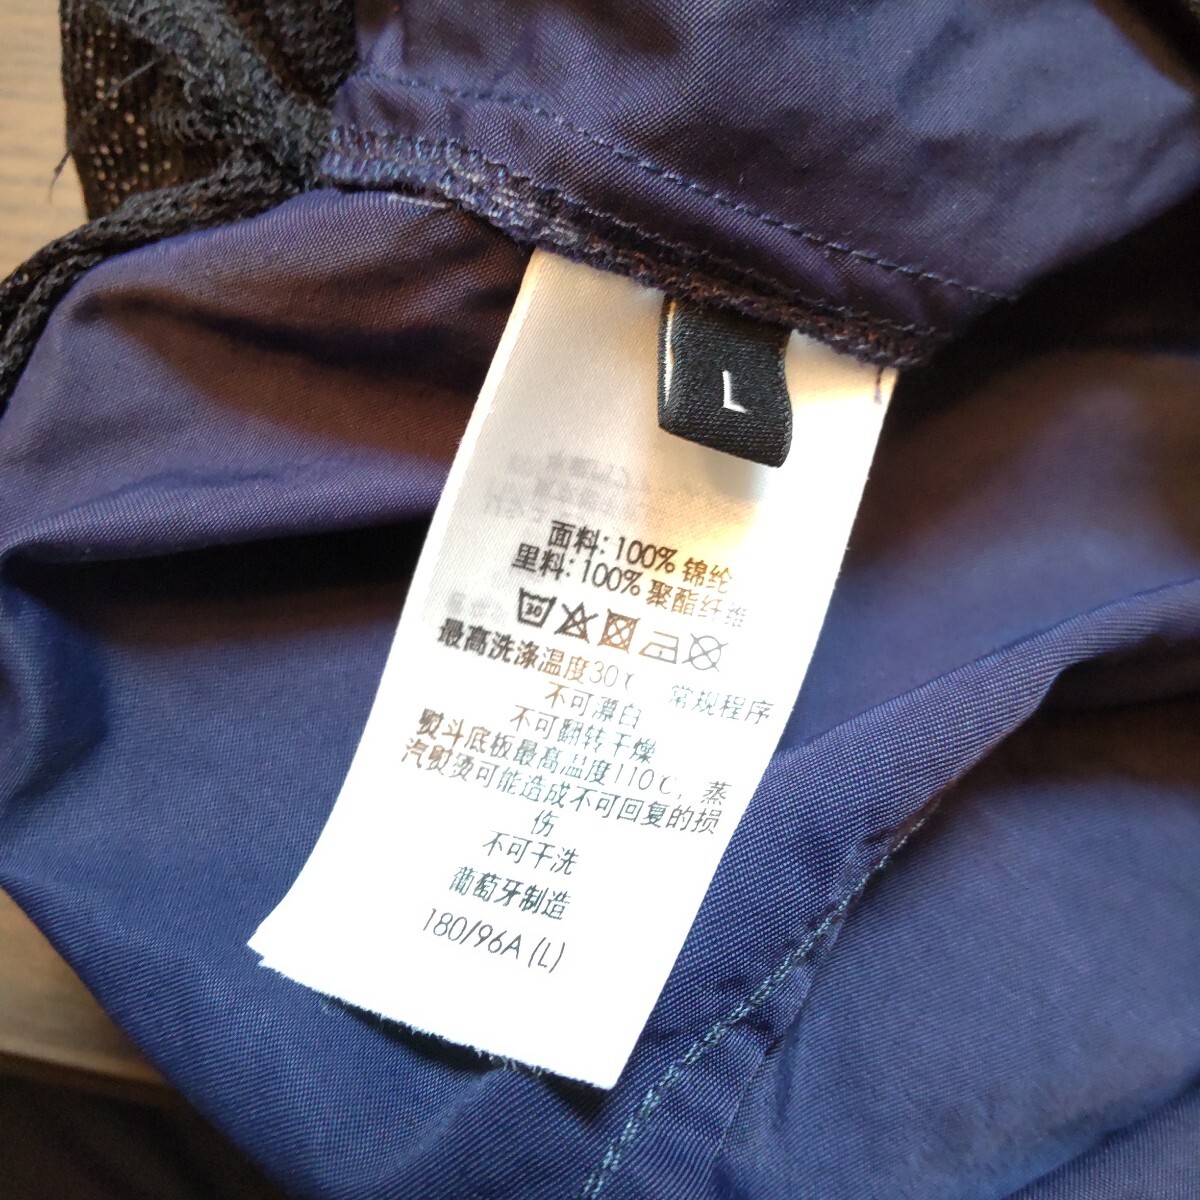 L
面料: 100% 锦纶
里料: 100% 聚酯纤维
30
最高洗涤温度30℃ 常规程序
不可漂白
不可翻转干燥
熨斗底板最高温度110℃, 蒸
汽熨烫可能造成不可回复的损
伤
不可干洗
葡萄牙制造
180/96A (L)